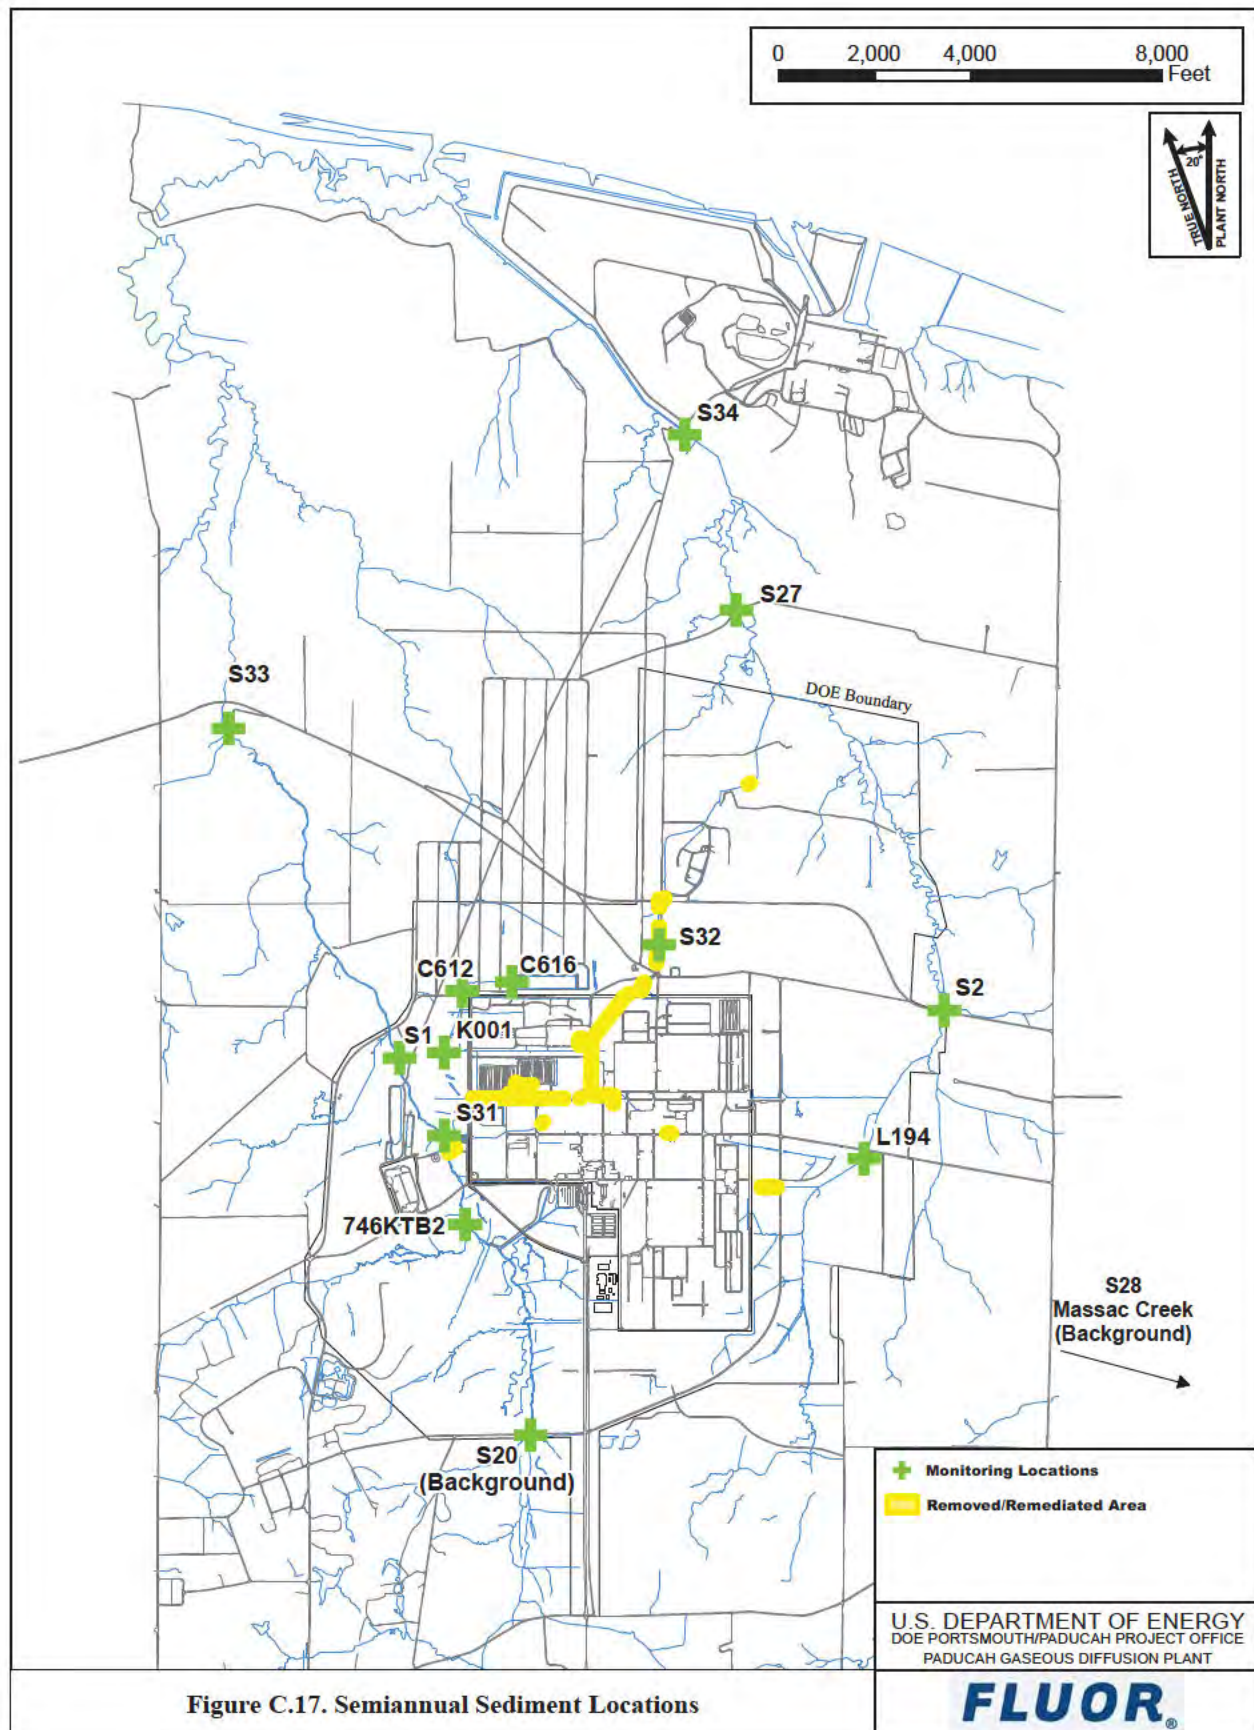 0 2,000 4,000 8,000
Feet
20°
TRUE NORTH
PLANT NORTH
S34
S27
S33
DOE Boundary
S32
C612
C616
S2
S1
K001
S31
L194
746KTB2
S28
Massac Creek
(Background)
S20
(Background)
Monitoring Locations
Removed/Remediated Area
U.S. DEPARTMENT OF ENERGY
DOE PORTSMOUTH/PADUCAH PROJECT OFFICE
PADUCAH GASEOUS DIFFUSION PLANT
Figure C.17. Semiannual Sediment Locations
FLUOR®